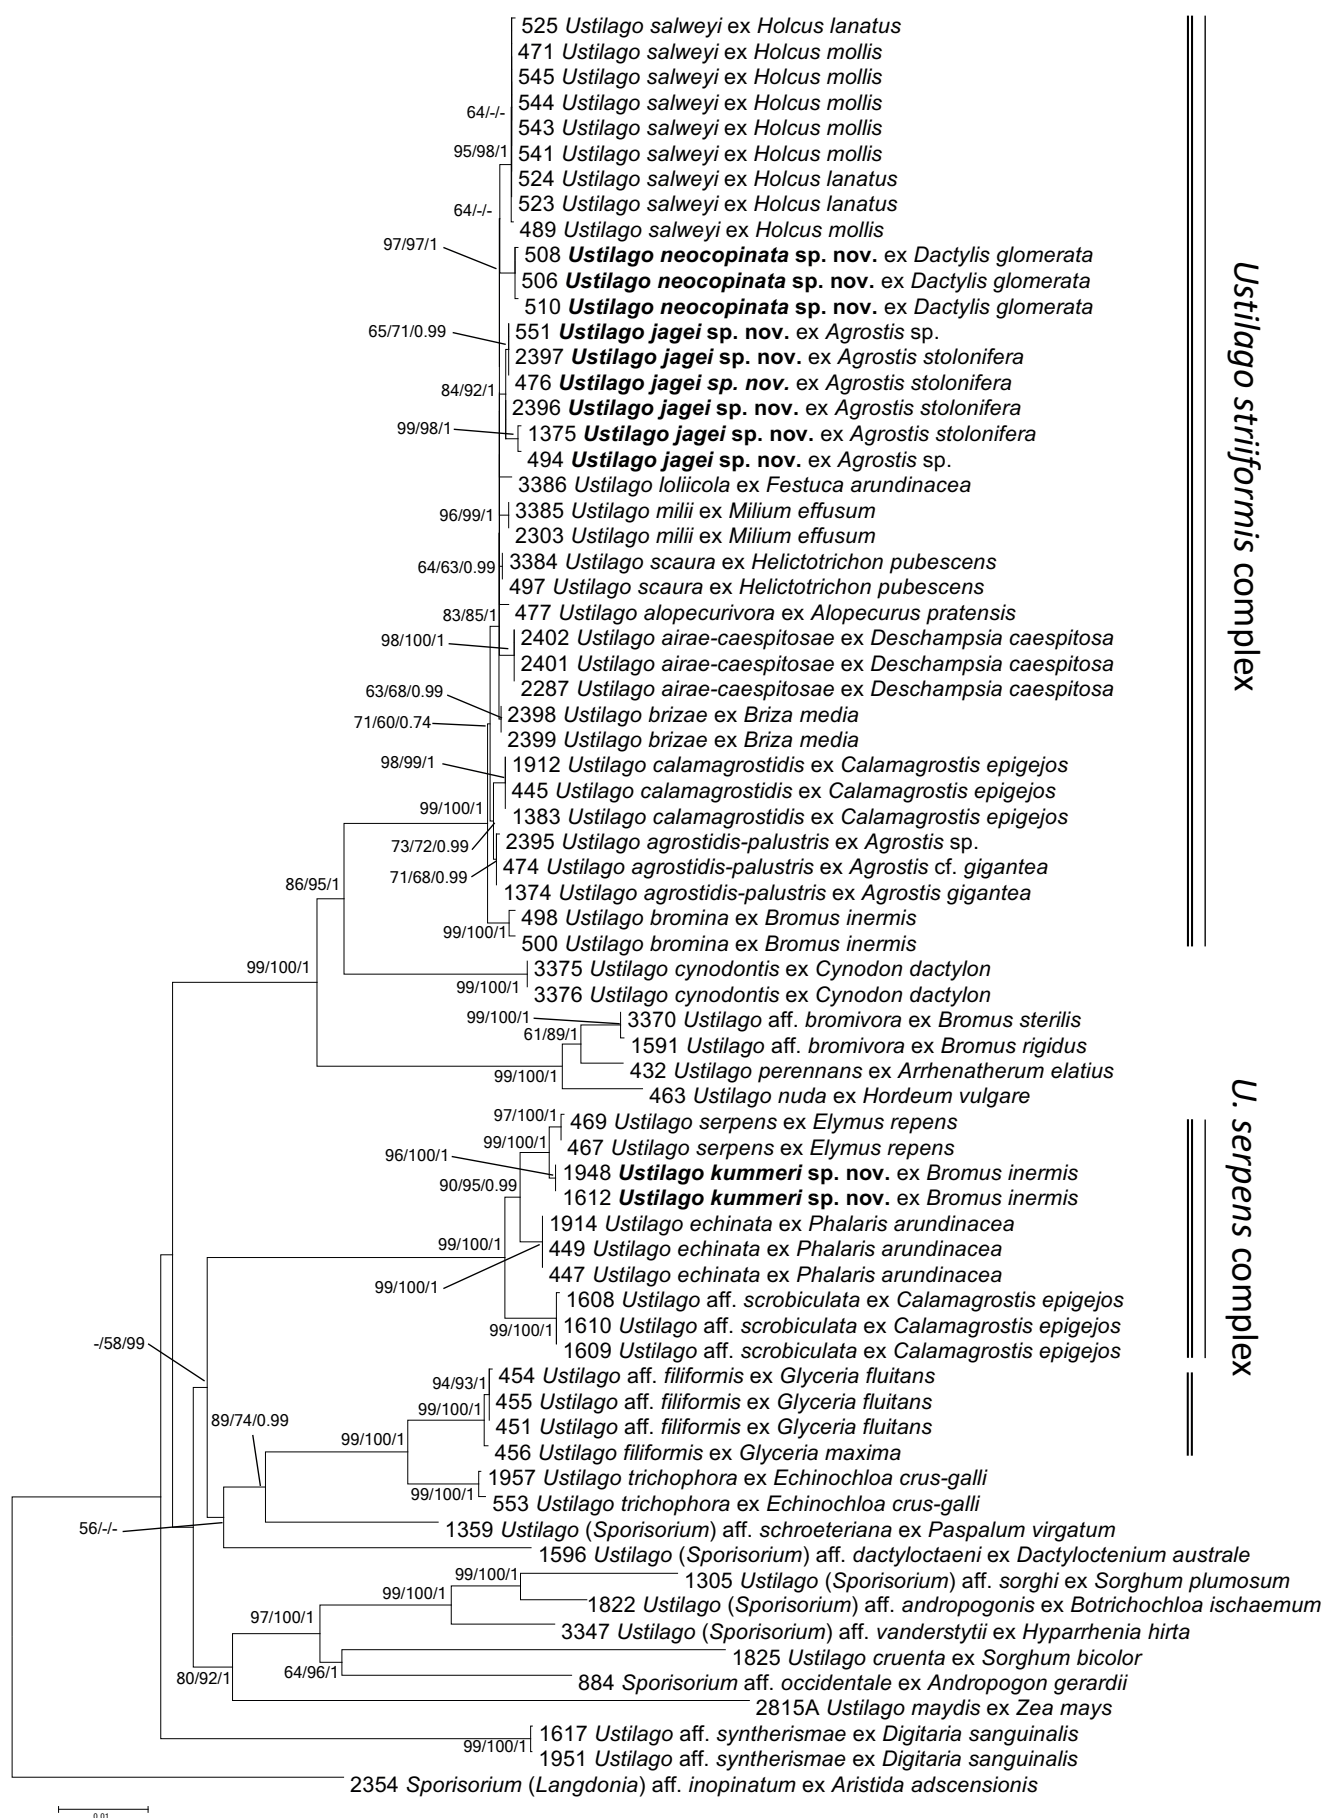 525 Ustilago salweyi ex Holcus lanatus
471 Ustilago salweyi ex Holcus mollis
545 Ustilago salweyi ex Holcus mollis
544 Ustilago salweyi ex Holcus mollis
64/-/-
543 Ustilago salweyi ex Holcus mollis
95/98/1
541 Ustilago salweyi ex Holcus mollis
524 Ustilago salweyi ex Holcus lanatus
523 Ustilago salweyi ex Holcus lanatus
64/-/-
489 Ustilago salweyi ex Holcus mollis
97/97/1
508 Ustilago neocopinata sp. nov. ex Dactylis glomerata
506 Ustilago neocopinata sp. nov. ex Dactylis glomerata
510 Ustilago neocopinata sp. nov. ex Dactylis glomerata
65/71/0.99
551 Ustilago jagei sp. nov. ex Agrostis sp.
2397 Ustilago jagei sp. nov. ex Agrostis stolonifera
476 Ustilago jagei sp. nov. ex Agrostis stolonifera
84/92/1
2396 Ustilago jagei sp. nov. ex Agrostis stolonifera
99/98/1
1375 Ustilago jagei sp. nov. ex Agrostis stolonifera
494 Ustilago jagei sp. nov. ex Agrostis sp.
3386 Ustilago loliicola ex Festuca arundinacea
96/99/1
3385 Ustilago milii ex Milium effusum
2303 Ustilago milii ex Milium effusum
64/63/0.99
3384 Ustilago scaura ex Helictotrichon pubescens
497 Ustilago scaura ex Helictotrichon pubescens
83/85/1
477 Ustilago alopecurivora ex Alopecurus pratensis
98/100/1
2402 Ustilago airae-caespitosae ex Deschampsia caespitosa
2401 Ustilago airae-caespitosae ex Deschampsia caespitosa
2287 Ustilago airae-caespitosae ex Deschampsia caespitosa
63/68/0.99
71/60/0.74
2398 Ustilago brizae ex Briza media
2399 Ustilago brizae ex Briza media
98/99/1
1912 Ustilago calamagrostidis ex Calamagrostis epigejos
445 Ustilago calamagrostidis ex Calamagrostis epigejos
99/100/1
1383 Ustilago calamagrostidis ex Calamagrostis epigejos
73/72/0.99
2395 Ustilago agrostidis-palustris ex Agrostis sp.
71/68/0.99
474 Ustilago agrostidis-palustris ex Agrostis cf. gigantea
86/95/1
1374 Ustilago agrostidis-palustris ex Agrostis gigantea
498 Ustilago bromina ex Bromus inermis
99/100/1
500 Ustilago bromina ex Bromus inermis
99/100/1
3375 Ustilago cynodontis ex Cynodon dactylon
99/100/1
3376 Ustilago cynodontis ex Cynodon dactylon
99/100/1
3370 Ustilago aff. bromivora ex Bromus sterilis
61/89/1
1591 Ustilago aff. bromivora ex Bromus rigidus
99/100/1
432 Ustilago perennans ex Arrhenatherum elatius
463 Ustilago nuda ex Hordeum vulgare
Ustilago striiformis complex
97/100/1
469 Ustilago serpens ex Elymus repens
99/100/1
467 Ustilago serpens ex Elymus repens
96/100/1
1948 Ustilago kummeri sp. nov. ex Bromus inermis
90/95/0.99
1612 Ustilago kummeri sp. nov. ex Bromus inermis
1914 Ustilago echinata ex Phalaris arundinacea
99/100/1
449 Ustilago echinata ex Phalaris arundinacea
99/100/1
447 Ustilago echinata ex Phalaris arundinacea
1608 Ustilago aff. scrobiculata ex Calamagrostis epigejos
99/100/1
1610 Ustilago aff. scrobiculata ex Calamagrostis epigejos
-/58/99
1609 Ustilago aff. scrobiculata ex Calamagrostis epigejos
U. serpens complex
94/93/1
454 Ustilago aff. filiformis ex Glyceria fluitans
99/100/1
455 Ustilago aff. filiformis ex Glyceria fluitans
89/74/0.99
451 Ustilago aff. filiformis ex Glyceria fluitans
99/100/1
456 Ustilago filiformis ex Glyceria maxima
1957 Ustilago trichophora ex Echinochloa crus-galli
99/100/1
553 Ustilago trichophora ex Echinochloa crus-galli
56/-/-
1359 Ustilago (Sporisorium) aff. schroeteriana ex Paspalum virgatum
1596 Ustilago (Sporisorium) aff. dactyloctaeni ex Dactyloctenium australe
99/100/1
1305 Ustilago (Sporisorium) aff. sorghi ex Sorghum plumosum
99/100/1
1822 Ustilago (Sporisorium) aff. andropogonis ex Botrichochloa ischaemum
97/100/1
3347 Ustilago (Sporisorium) aff. vanderstytii ex Hyparrhenia hirta
1825 Ustilago cruenta ex Sorghum bicolor
80/92/1
64/96/1
884 Sporisorium aff. occidentale ex Andropogon gerardii
2815A Ustilago maydis ex Zea mays
1617 Ustilago aff. syntherismae ex Digitaria sanguinalis
99/100/1
1951 Ustilago aff. syntherismae ex Digitaria sanguinalis
2354 Sporisorium (Langdonia) aff. inopinatum ex Aristida adscensionis
0.01